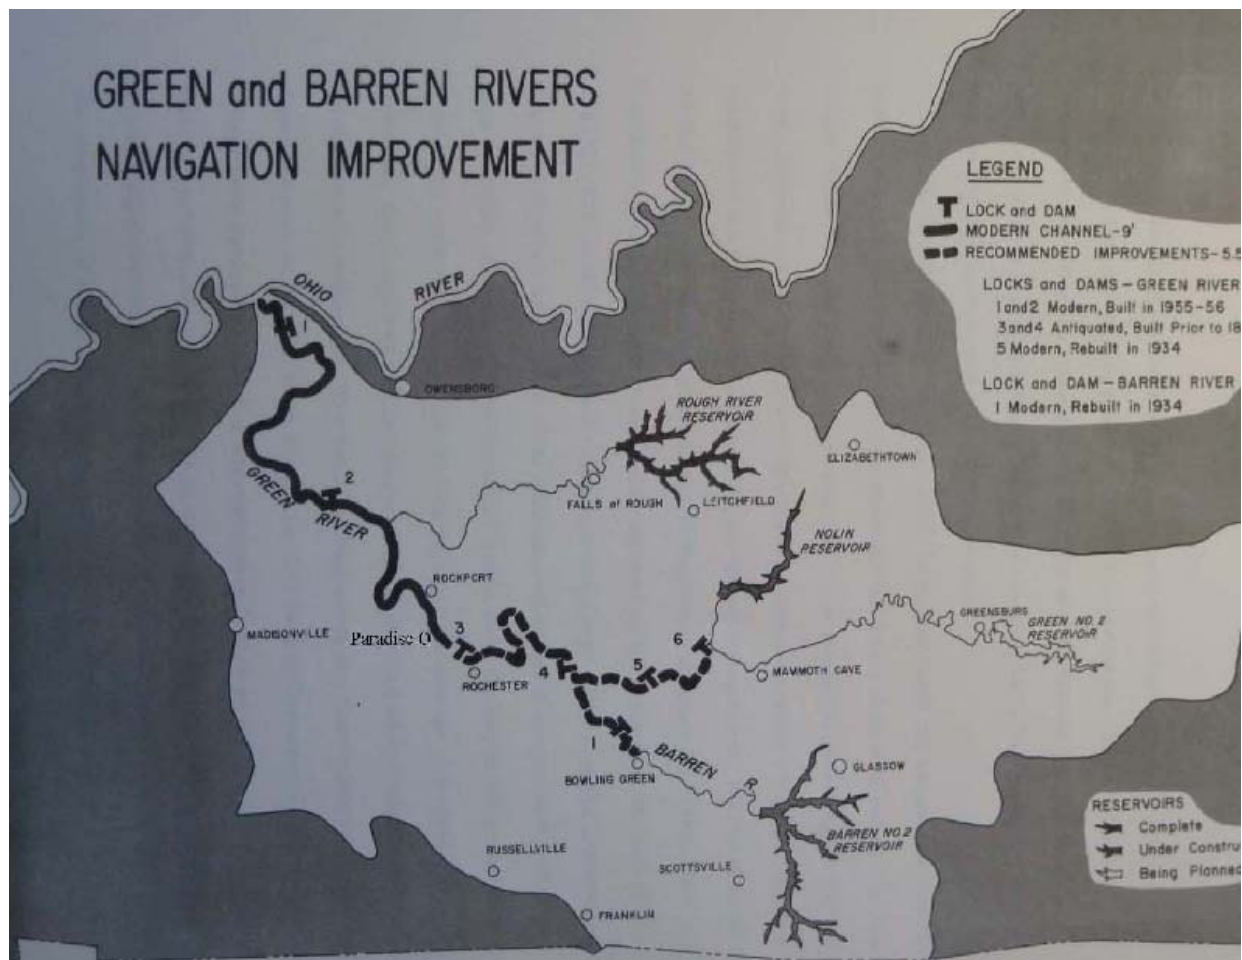 GREEN and BARREN RIVERS
NAVIGATION IMPROVEMENT
LEGEND
LOCK and DAM
MODERN CHANNEL-9'
RECOMMENDED IMPROVEMENTS-5.5
LOCKS and DAMS - GREEN RIVER
1 and 2 Modern, Built in 1955-56
3 and 4 Antiquated, Built Prior to 18
5 Modern, Rebuilt in 1934
LOCK and DAM - BARREN RIVER
1 Modern, Rebuilt in 1934
OHIO
RIVER
1
OWENSBORO
ROUGH RIVER
RESERVOIR
ELIZABETHTOWN
2
GREEN
RIVER
FALLS of ROUGH
LEITCHFIELD
NOLIN
RESERVOIR
ROCKPORT
GREENSBURG
GREEN NO. 2
RESERVOIR
MADISONVILLE
Paradise O
3
6
4
5
ROCHESTER
MAMMOTH CAVE
1
BARREN
R
BOWLING GREEN
GLASGOW
RESERVOIRS
Complete
Under Constru
Being Planned
BARREN NO. 2
RESERVOIR
RUSSELLVILLE
SCOTTSVILLE
FRANKLIN